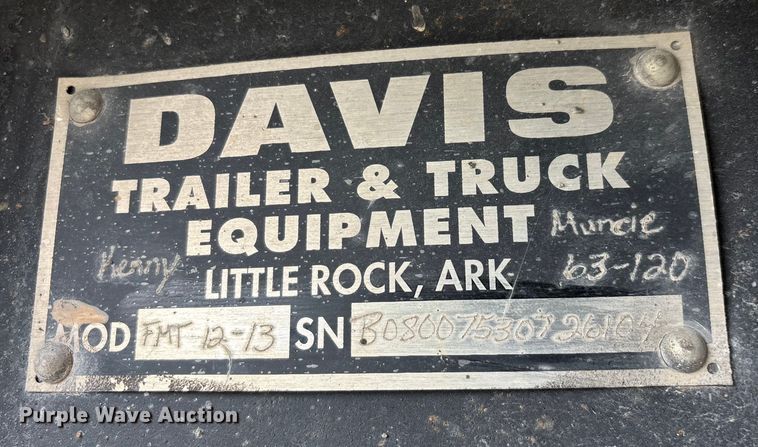 DAVIS
TRAILER & TRUCK
EQUIPMENT Muncie
Kenny LITTLE ROCK, ARK 63-120
MOD FMT 12-13 SN B08007530726104
Purple Wave Auction